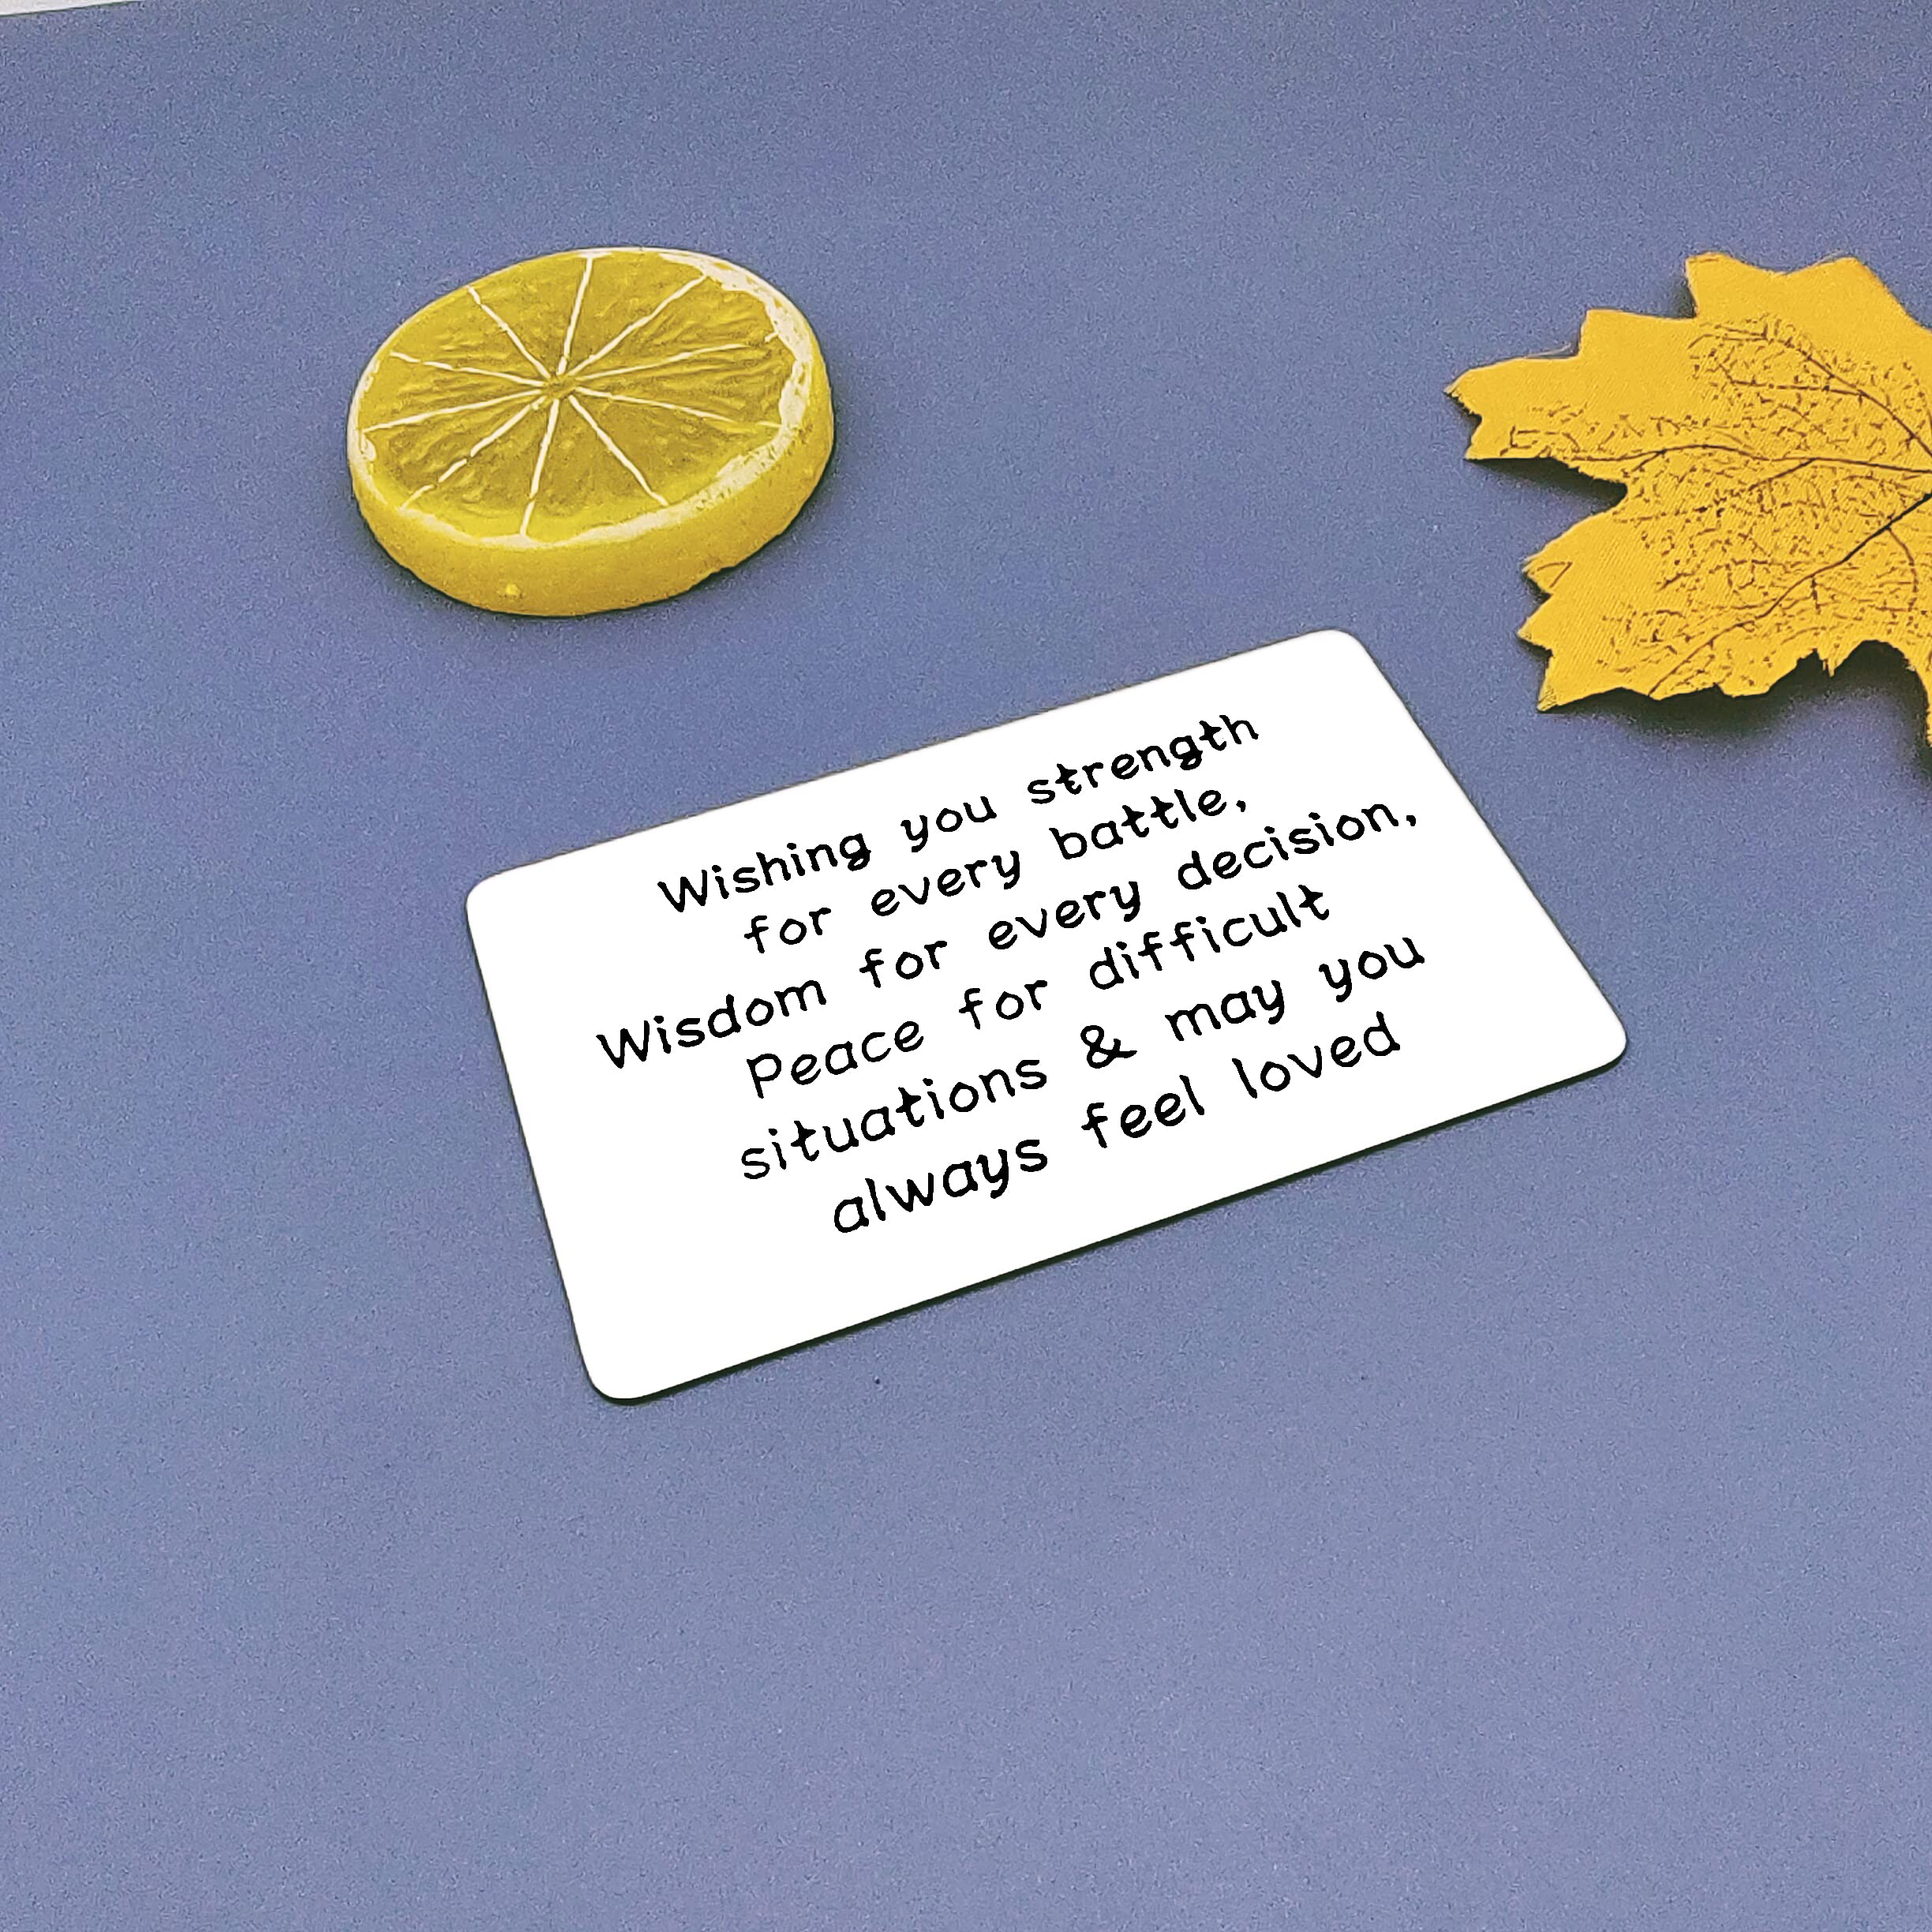 Wishing you strength
for every battle,
Wisdom for every decision,
Peace for difficult
situations & may you
always feel loved